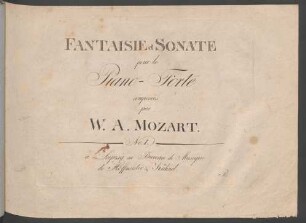 FANTAISIE et SONATE
pour le
Piano-Forte
composées
par
W. A. MOZART.
No. 1.
à Leipzig au Bureau de Musique
de Hoffmeister & Kühnel.